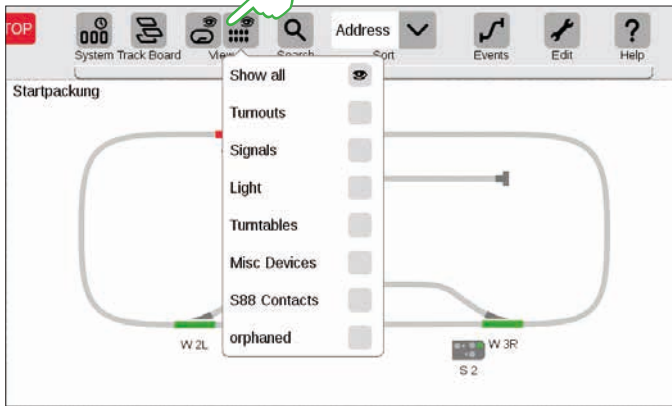 TOP
Address
System Track Board View Search Sort Events Edit Help
Startpackung
Show all
Turnouts
Signals
Light
Turntables
Misc Devices
S88 Contacts
orphaned
W 2L
W 3R
S 2